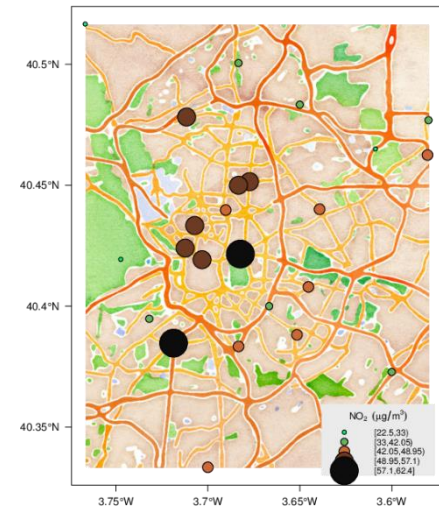 40.5°N
40.45°N
40.4°N
40.35°N
3.75°W
3.7°W
3.65°W
3.6°W
NO₂ (μg/m³)
[22.5,33)
[33,42.05)
[42.05,48.95)
[48.95,57.1)
[57.1,82.4]